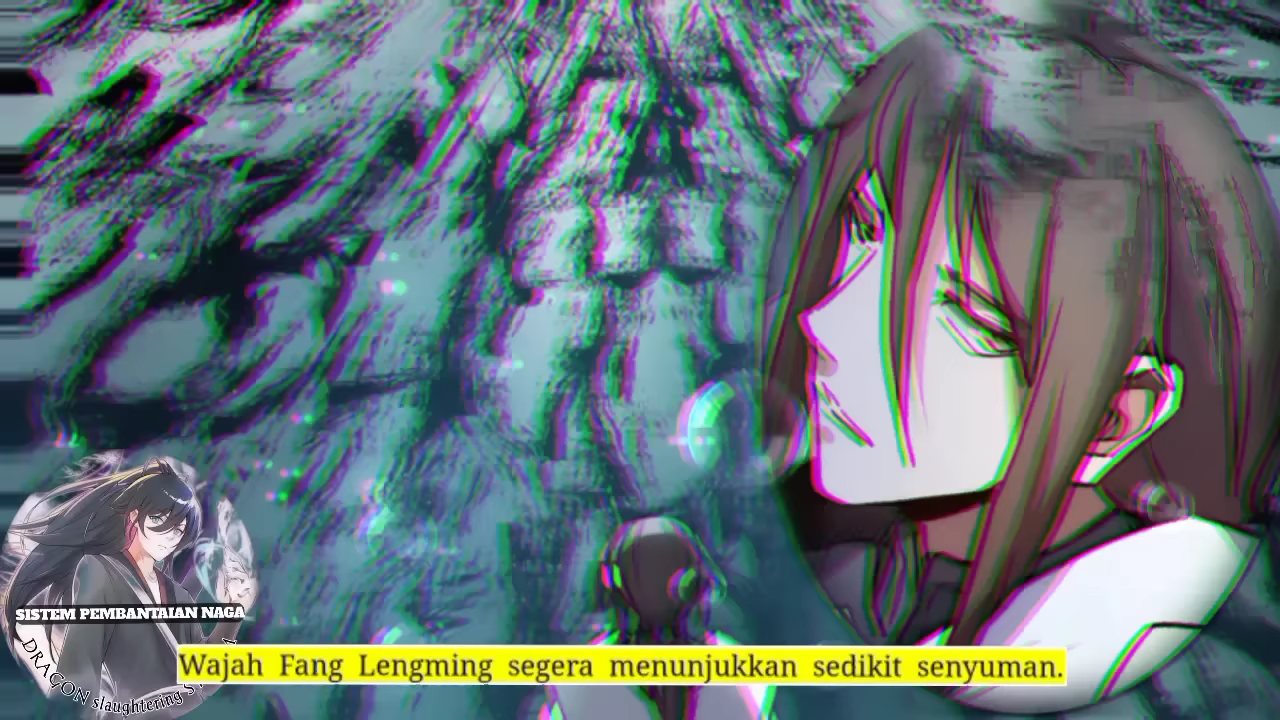 SISTEM PEMBANTAIAN NAGA
DRAGON slaughtering
Wajah Fang Lengming segera menunjukkan sedikit senyuman.